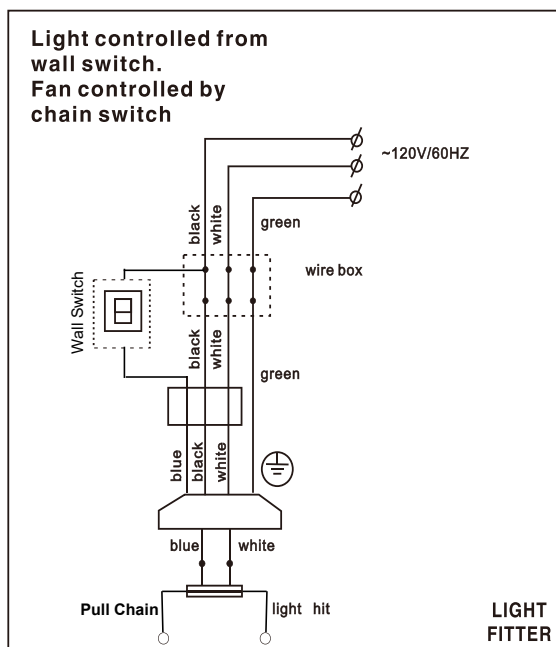 Light controlled from
wall switch.
Fan controlled by
chain switch
~120V/60HZ
black
white
green
wire box
Wall Switch
black
white
green
blue
black
white
blue
white
Pull Chain
light hit
LIGHT
FITTER